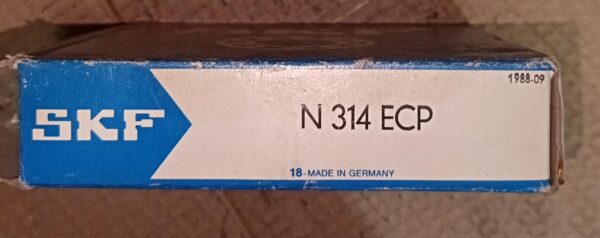 SKF
N 314 ECP
1988-09
18-MADE IN GERMANY